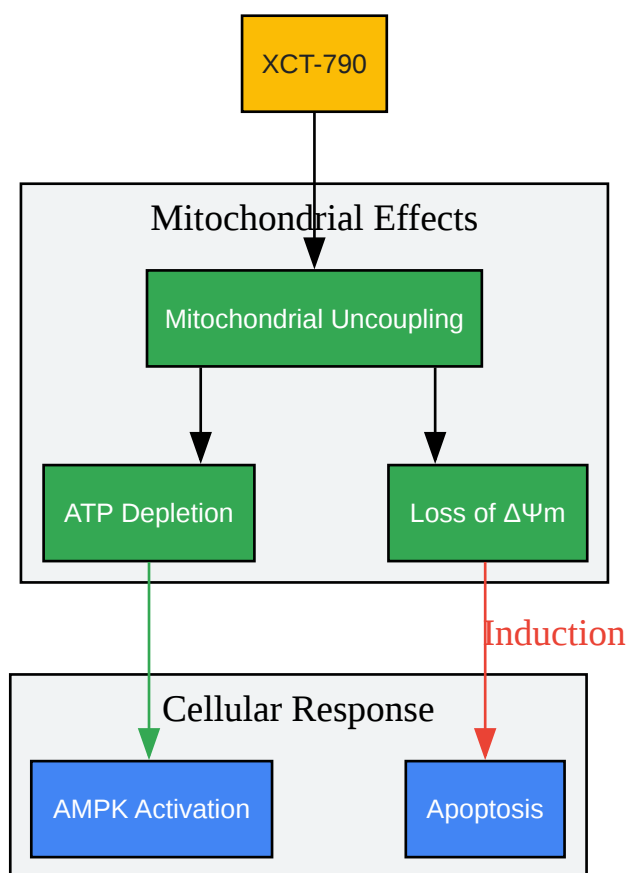 XCT-790
Mitochondrial Effects
Mitochondrial Uncoupling
ATP Depletion
Loss of ΔΨm
Induction
Cellular Response
AMPK Activation
Apoptosis